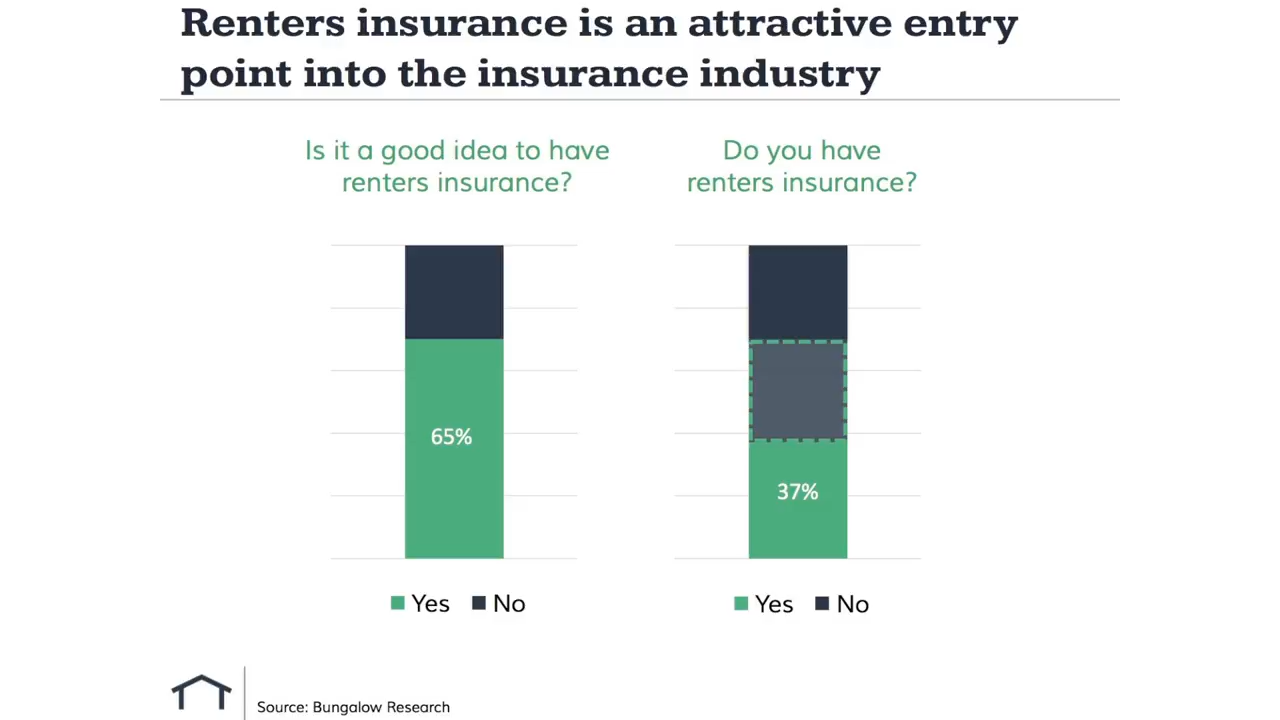 Renters insurance is an attractive entry
point into the insurance industry
Is it a good idea to have
renters insurance?
Do you have
renters insurance?
65%
37%
Yes No
Yes No
Source: Bungalow Research